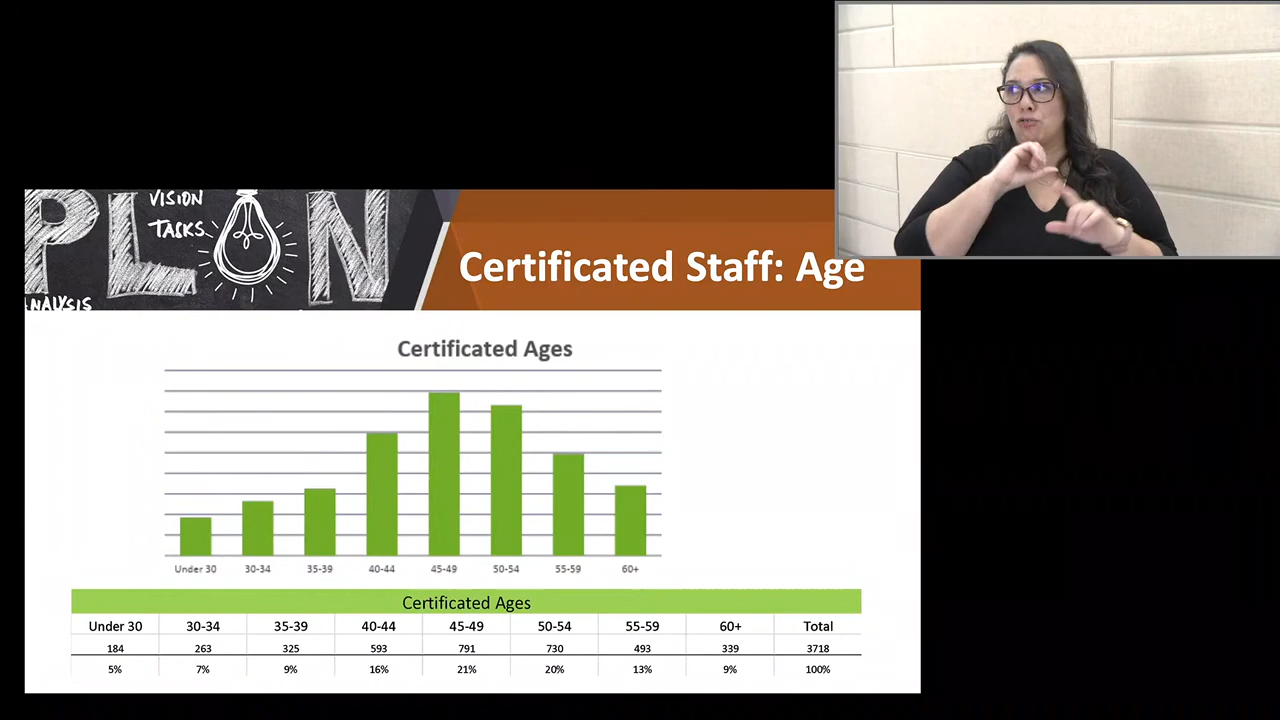 PLAN
VISION
TASKS
ANALYSIS
Certificated Staff: Age
Certificated Ages
Under 30 30-34 35-39 40-44 45-49 50-54 55-59 60+
Certificated Ages
Under 30 30-34 35-39 40-44 45-49 50-54 55-59 60+ Total
184 263 325 593 791 730 493 339 3718
5% 7% 9% 16% 21% 20% 13% 9% 100%